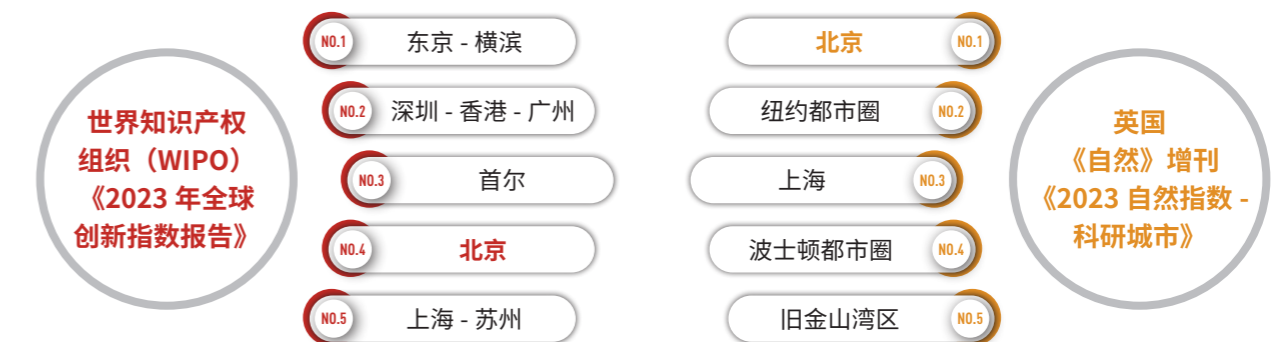 世界知识产权
组织（WIPO）
《2023 年全球
创新指数报告》
NO.1 东京 - 横滨
NO.2 深圳 - 香港 - 广州
NO.3 首尔
NO.4 北京
NO.5 上海 - 苏州
北京 NO.1
纽约都市圈 NO.2
上海 NO.3
波士顿都市圈 NO.4
旧金山湾区 NO.5
英国
《自然》增刊
《2023 自然指数 -
科研城市》